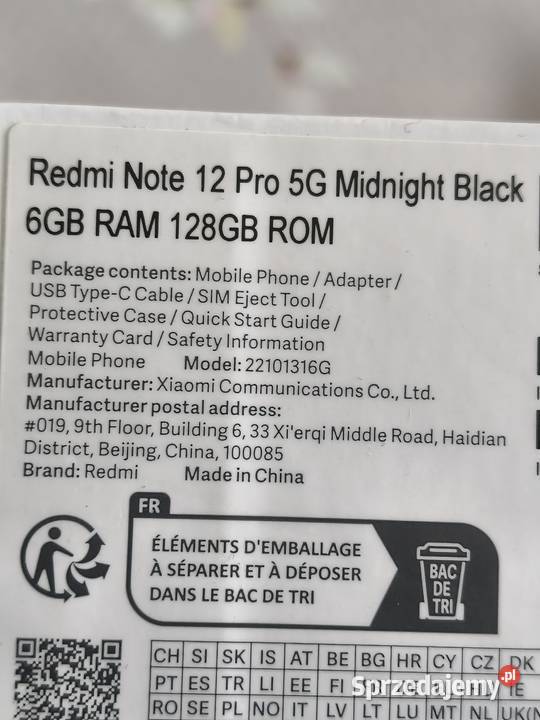 Redmi Note 12 Pro 5G Midnight Black
6GB RAM 128GB ROM
Package contents: Mobile Phone / Adapter /
USB Type-C Cable / SIM Eject Tool /
Protective Case / Quick Start Guide /
Warranty Card / Safety Information
Mobile Phone Model: 22101316G
Manufacturer: Xiaomi Communications Co., Ltd.
Manufacturer postal address:
#019, 9th Floor, Building 6, 33 Xi'erqi Middle Road, Haidian
District, Beijing, China, 100085
Brand: Redmi Made in China
FR
ÉLÉMENTS D'EMBALLAGE
À SÉPARER ET À DÉPOSER
DANS LE BAC DE TRI
BAC
DE
TRI
CH SI SK IS AT BE BG HR CY CZ DK
PT ES TR LI EE FI IE
RO SE PL NO IT LV LT LU MT NL UK(N
Sprzedajemy.pl